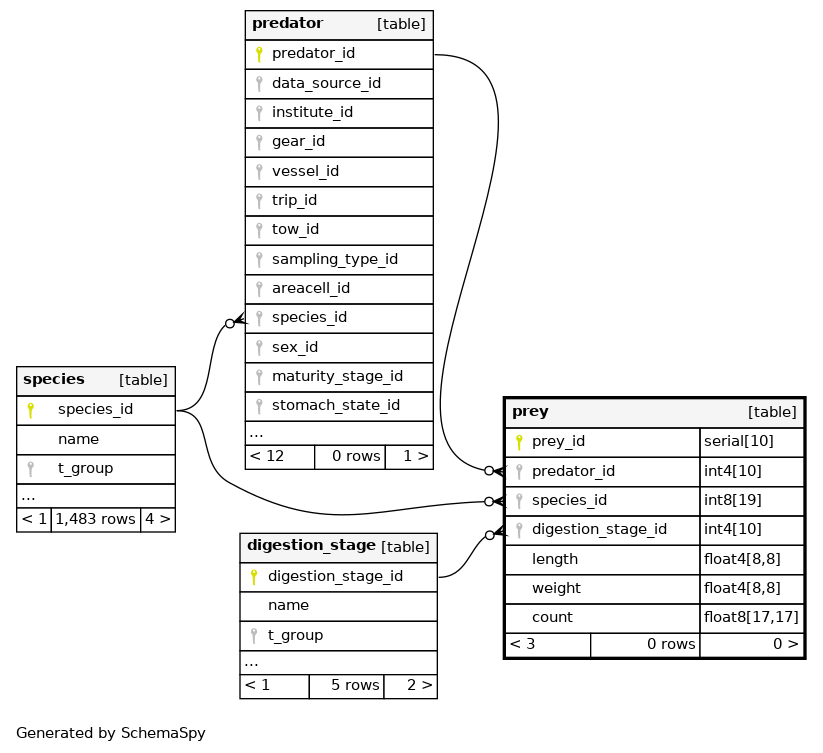 predator [table]
predator_id
data_source_id
institute_id
gear_id
vessel_id
trip_id
tow_id
sampling_type_id
areacell_id
species_id
sex_id
maturity_stage_id
stomach_state_id
...
< 12 0 rows 1 >
species [table]
species_id
name
t_group
...
< 1 1,483 rows 4 >
prey [table]
prey_id serial[10]
predator_id int4[10]
species_id int8[19]
digestion_stage_id int4[10]
length float4[8,8]
weight float4[8,8]
count float8[17,17]
< 3 0 rows 0 >
digestion_stage [table]
digestion_stage_id
name
t_group
...
< 1 5 rows 2 >
Generated by SchemaSpy